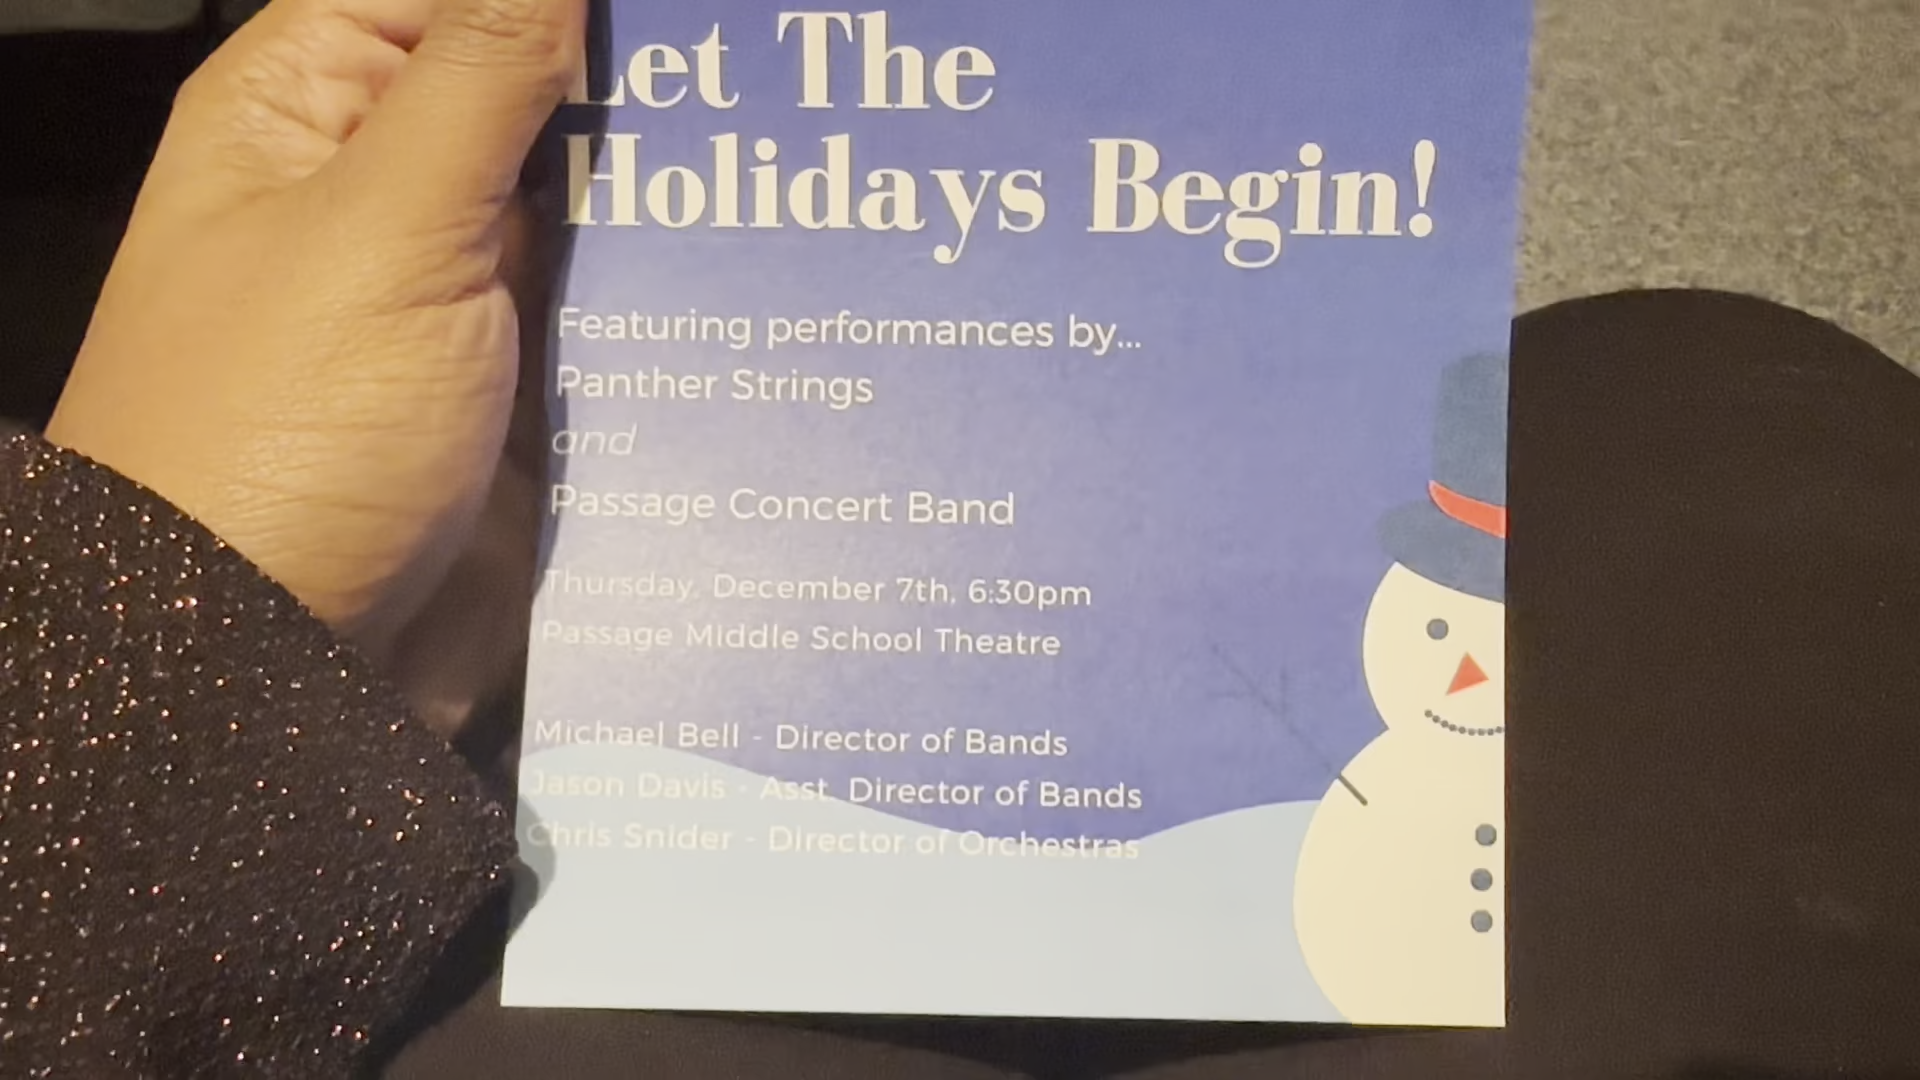 Let The
Holidays Begin!
Featuring performances by...
Panther Strings
and
Passage Concert Band
Thursday, December 7th, 6:30pm
Passage Middle School Theatre
Michael Bell - Director of Bands
Jason Davis - Asst. Director of Bands
Chris Snider - Director of Orchestras